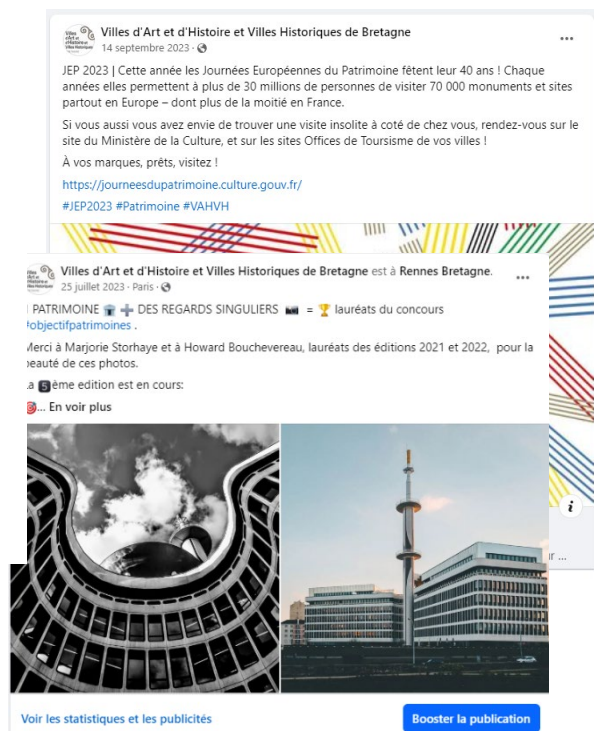 Villes d'Art et d'Histoire et Villes Historiques de Bretagne
14 septembre 2023 ·
JEP 2023 | Cette année les Journées Européennes du Patrimoine fêtent leur 40 ans ! Chaque
années elles permettent à plus de 30 millions de personnes de visiter 70 000 monuments et sites
partout en Europe – dont plus de la moitié en France.
Si vous aussi vous avez envie de trouver une visite insolite à coté de chez vous, rendez-vous sur le
site du Ministère de la Culture, et sur les sites Offices de Toursisme de vos villes !
À vos marques, prêts, visitez !
https://journeesdupatrimoine.culture.gouv.fr/
#JEP2023 #Patrimoine #VAHVH
Villes d'Art et d'Histoire et Villes Historiques de Bretagne est à Rennes Bretagne.
25 juillet 2023 · Paris ·
PATRIMOINE 🏛 ➕ DES REGARDS SINGULIERS 📷 = 🏆 lauréats du concours
#objectifpatrimoines .
Merci à Marjorie Storhaye et à Howard Bouchevereau, lauréats des éditions 2021 et 2022, pour la
beauté de ces photos.
La 5ème edition est en cours:
🎯... En voir plus
Voir les statistiques et les publicités
Booster la publication